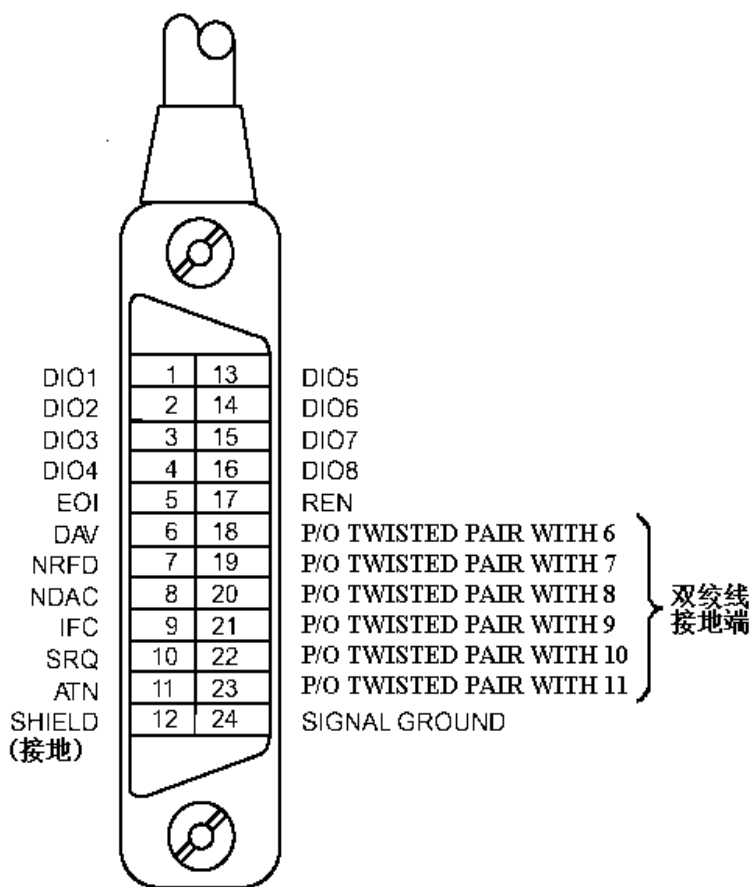 DIO1 1 13 DIO5
DIO2 2 14 DIO6
DIO3 3 15 DIO7
DIO4 4 16 DIO8
EOI 5 17 REN
DAV 6 18 P/O TWISTED PAIR WITH 6
NRFD 7 19 P/O TWISTED PAIR WITH 7
NDAC 8 20 P/O TWISTED PAIR WITH 8
IFC 9 21 P/O TWISTED PAIR WITH 9
SRQ 10 22 P/O TWISTED PAIR WITH 10
ATN 11 23 P/O TWISTED PAIR WITH 11
SHIELD 12 24 SIGNAL GROUND
(接地)
双绞线
接地端